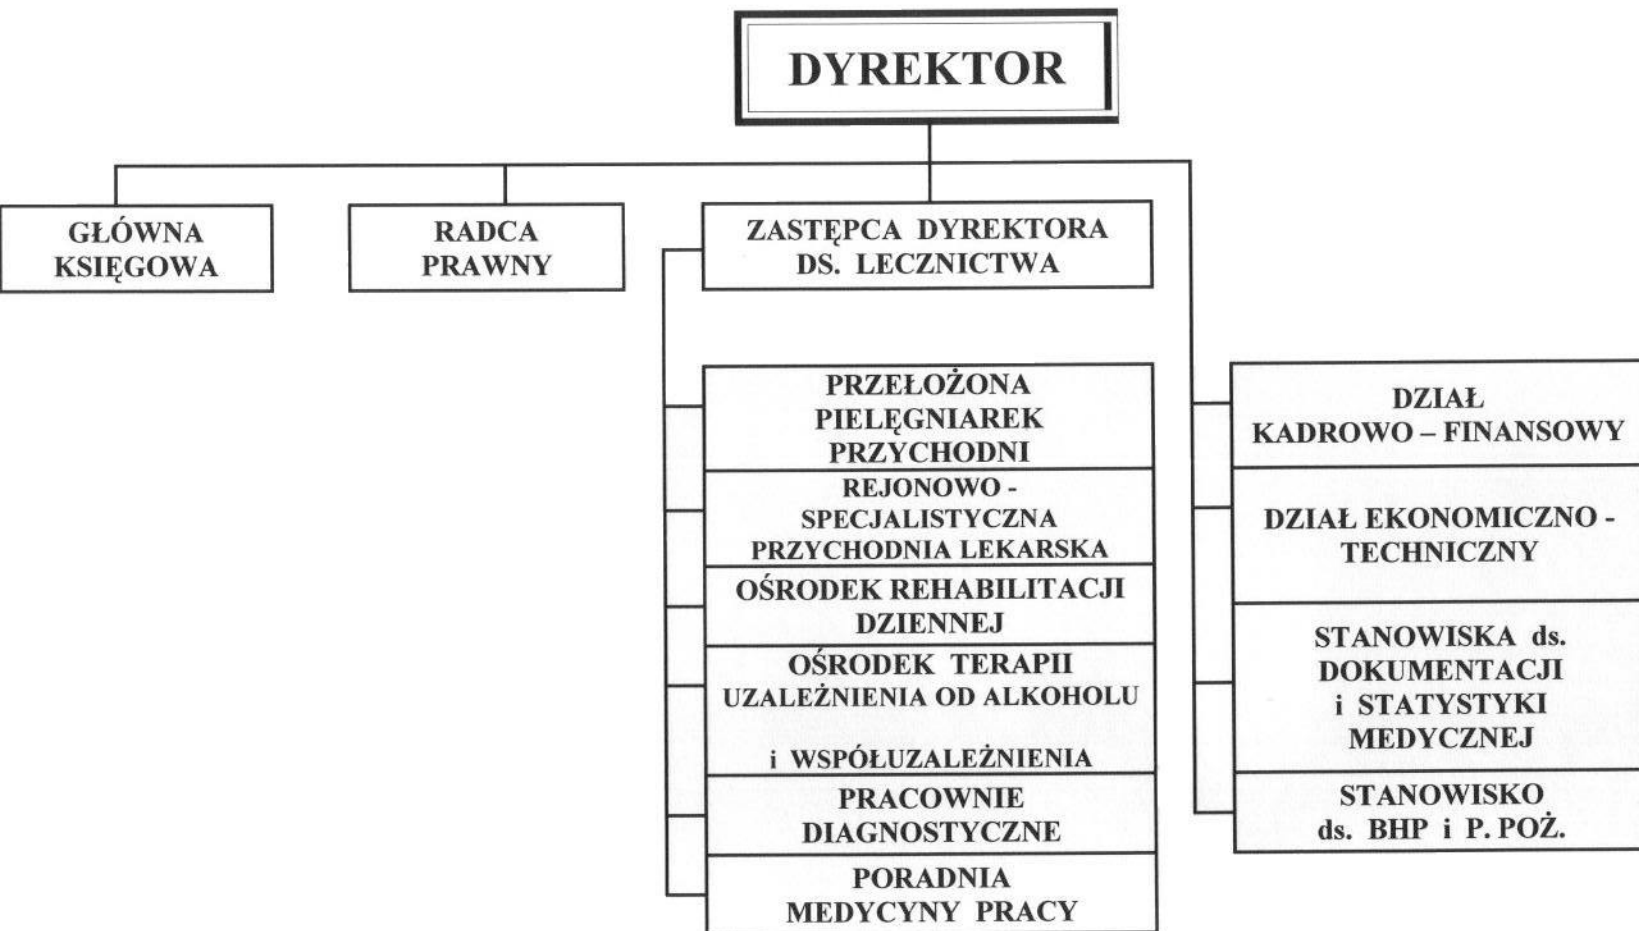 DYREKTOR
GŁÓWNA
KSIĘGOWA
RADCA
PRAWNY
ZASTĘPCA DYREKTORA
DS. LECZNICTWA
PRZEŁOŻONA
PIELĘGNIAREK
PRZYCHODNI
REJONOWO -
SPECJALISTYCZNA
PRZYCHODNIA LEKARSKA
OŚRODEK REHABILITACJI
DZIENNEJ
OŚRODEK TERAPII
UZALEŻNIENIA OD ALKOHOLU
i WSPÓŁUZALEŻNIENIA
PRACOWNIE
DIAGNOSTYCZNE
PORADNIA
MEDYCYNY PRACY
DZIAŁ
KADROWO – FINANSOWY
DZIAŁ EKONOMICZNO -
TECHNICZNY
STANOWISKA ds.
DOKUMENTACJI
i STATYSTYKI
MEDYCZNEJ
STANOWISKO
ds. BHP i P. POŻ.